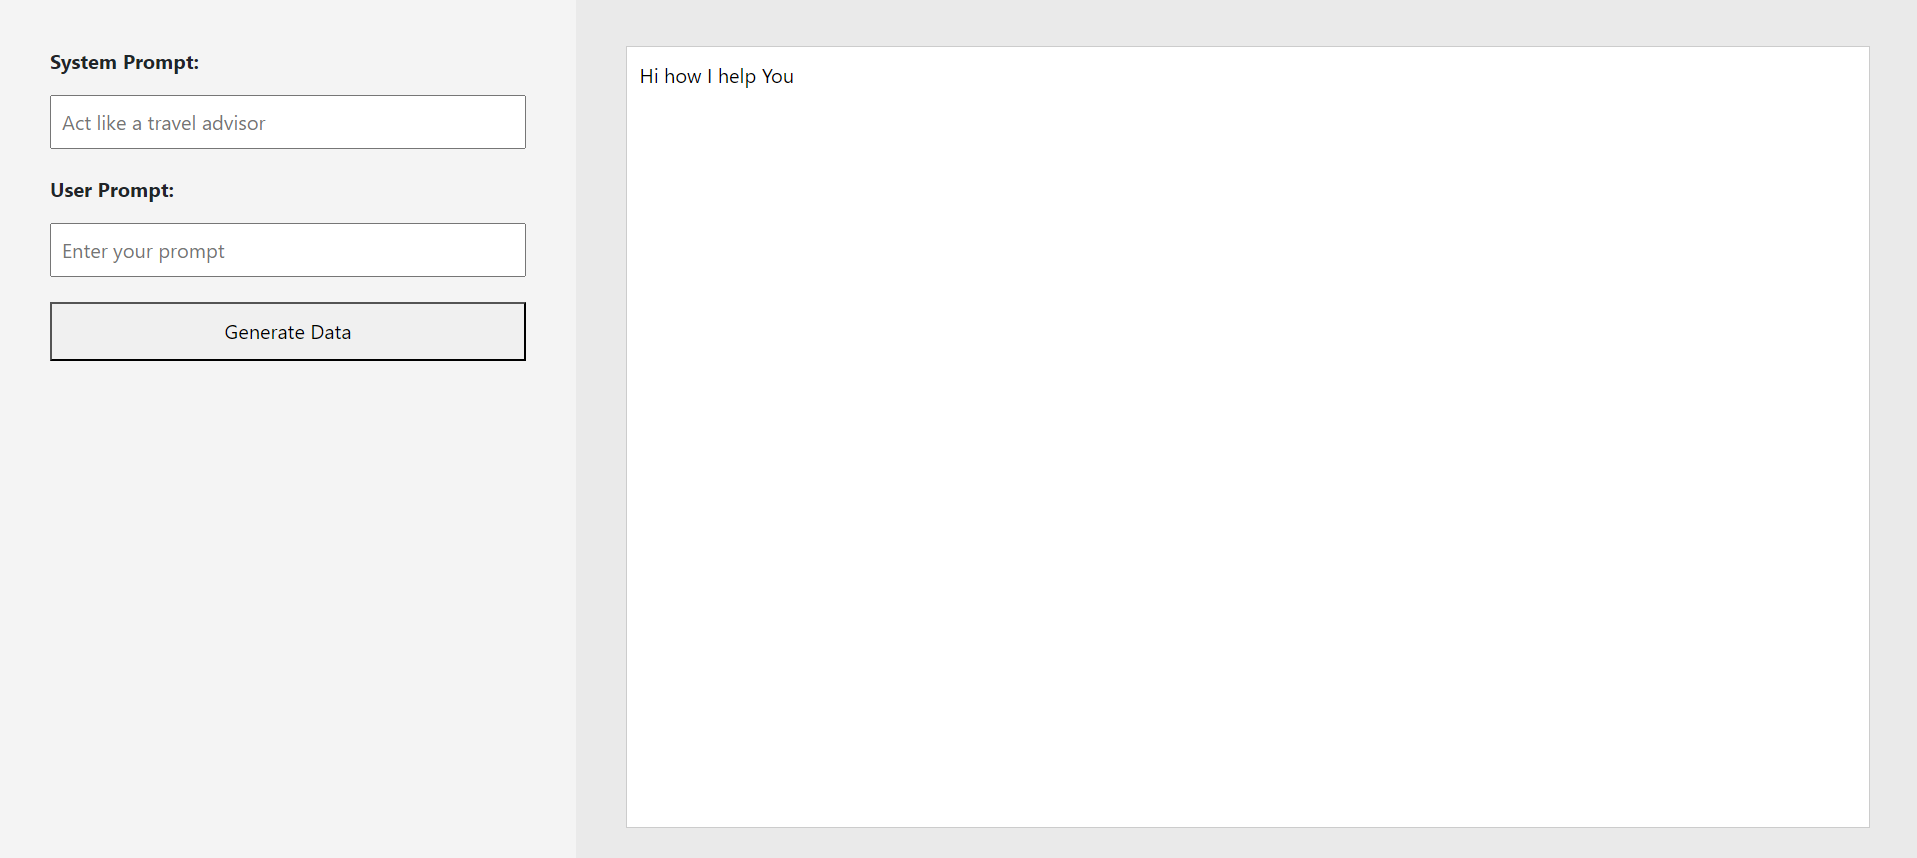 System Prompt:
Act like a travel advisor
User Prompt:
Enter your prompt
Generate Data
Hi how I help You